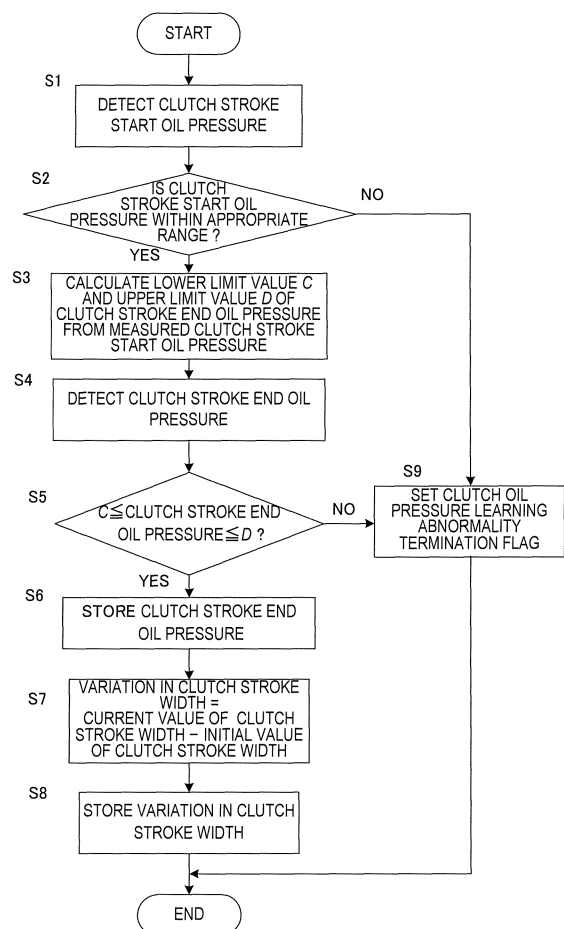 START
S1
DETECT CLUTCH STROKE
START OIL PRESSURE
S2
IS CLUTCH
STROKE START OIL
PRESSURE WITHIN APPROPRIATE
RANGE ?
NO
YES
S3
CALCULATE LOWER LIMIT VALUE C
AND UPPER LIMIT VALUE D OF
CLUTCH STROKE END OIL PRESSURE
FROM MEASURED CLUTCH STROKE
START OIL PRESSURE
S4
DETECT CLUTCH STROKE END OIL
PRESSURE
S5
C≦CLUTCH STROKE END
OIL PRESSURE≦D ?
NO
YES
S9
SET CLUTCH OIL
PRESSURE LEARNING
ABNORMALITY
TERMINATION FLAG
S6
STORE CLUTCH STROKE END
OIL PRESSURE
S7
VARIATION IN CLUTCH STROKE
WIDTH =
CURRENT VALUE OF CLUTCH
STROKE WIDTH − INITIAL VALUE
OF CLUTCH STROKE WIDTH
S8
STORE VARIATION IN CLUTCH
STROKE WIDTH
END